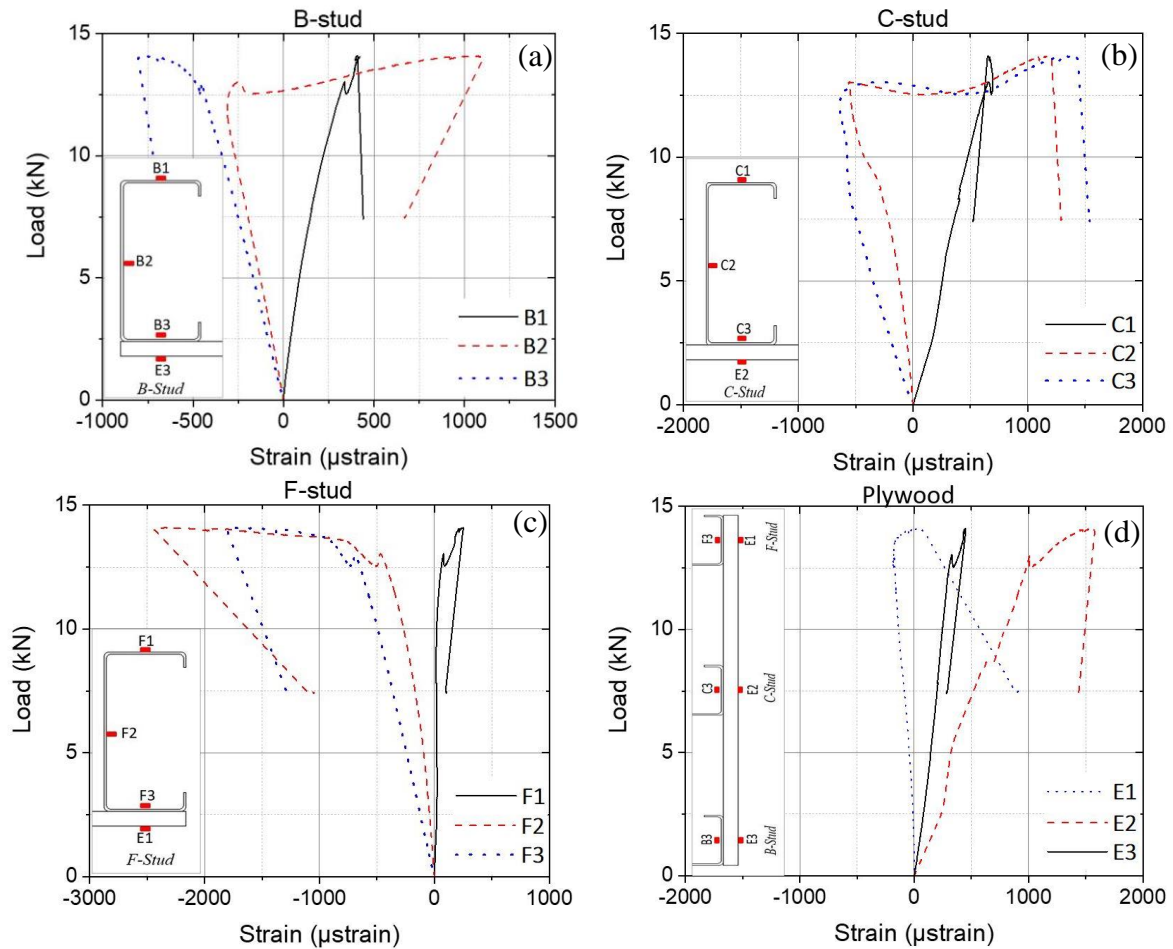 B-stud
(a)
15
10
5
0
Load (kN)
B1
B2
B3
E3
B-Stud
B1
B2
B3
-1000 -500 0 500 1000 1500
Strain (µstrain)
C-stud
(b)
15
10
5
0
Load (kN)
C1
C2
C3
E2
C-Stud
C1
C2
C3
-2000 -1000 0 1000 2000
Strain (µstrain)
F-stud
(c)
15
10
5
0
Load (kN)
F1
F2
F3
E1
F-Stud
F1
F2
F3
-3000 -2000 -1000 0 1000
Strain (µstrain)
Plywood
(d)
15
10
5
0
Load (kN)
F3 E1 F-Stud
C3 E2 C-Stud
B3 E3 B-Stud
E1
E2
E3
-2000 -1000 0 1000 2000
Strain (µstrain)